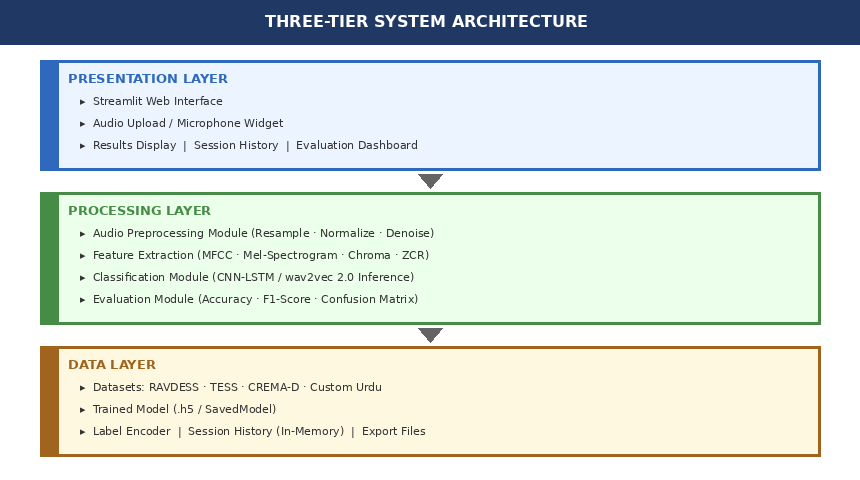 THREE-TIER SYSTEM ARCHITECTURE
PRESENTATION LAYER
▸ Streamlit Web Interface
▸ Audio Upload / Microphone Widget
▸ Results Display | Session History | Evaluation Dashboard
PROCESSING LAYER
▸ Audio Preprocessing Module (Resample · Normalize · Denoise)
▸ Feature Extraction (MFCC · Mel-Spectrogram · Chroma · ZCR)
▸ Classification Module (CNN-LSTM / wav2vec 2.0 Inference)
▸ Evaluation Module (Accuracy · F1-Score · Confusion Matrix)
DATA LAYER
▸ Datasets: RAVDESS · TESS · CREMA-D · Custom Urdu
▸ Trained Model (.h5 / SavedModel)
▸ Label Encoder | Session History (In-Memory) | Export Files